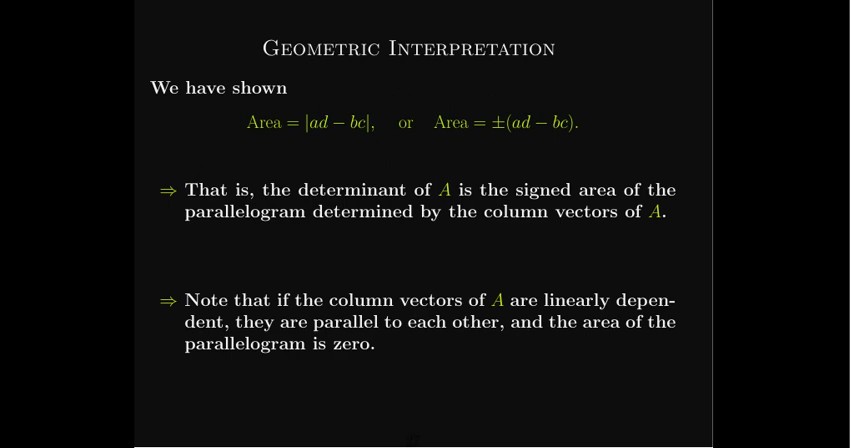 Geometric Interpretation
We have shown
Area = |ad − bc|, or Area = ±(ad − bc).
⇒ That is, the determinant of A is the signed area of the
parallelogram determined by the column vectors of A.
⇒ Note that if the column vectors of A are linearly depen-
dent, they are parallel to each other, and the area of the
parallelogram is zero.